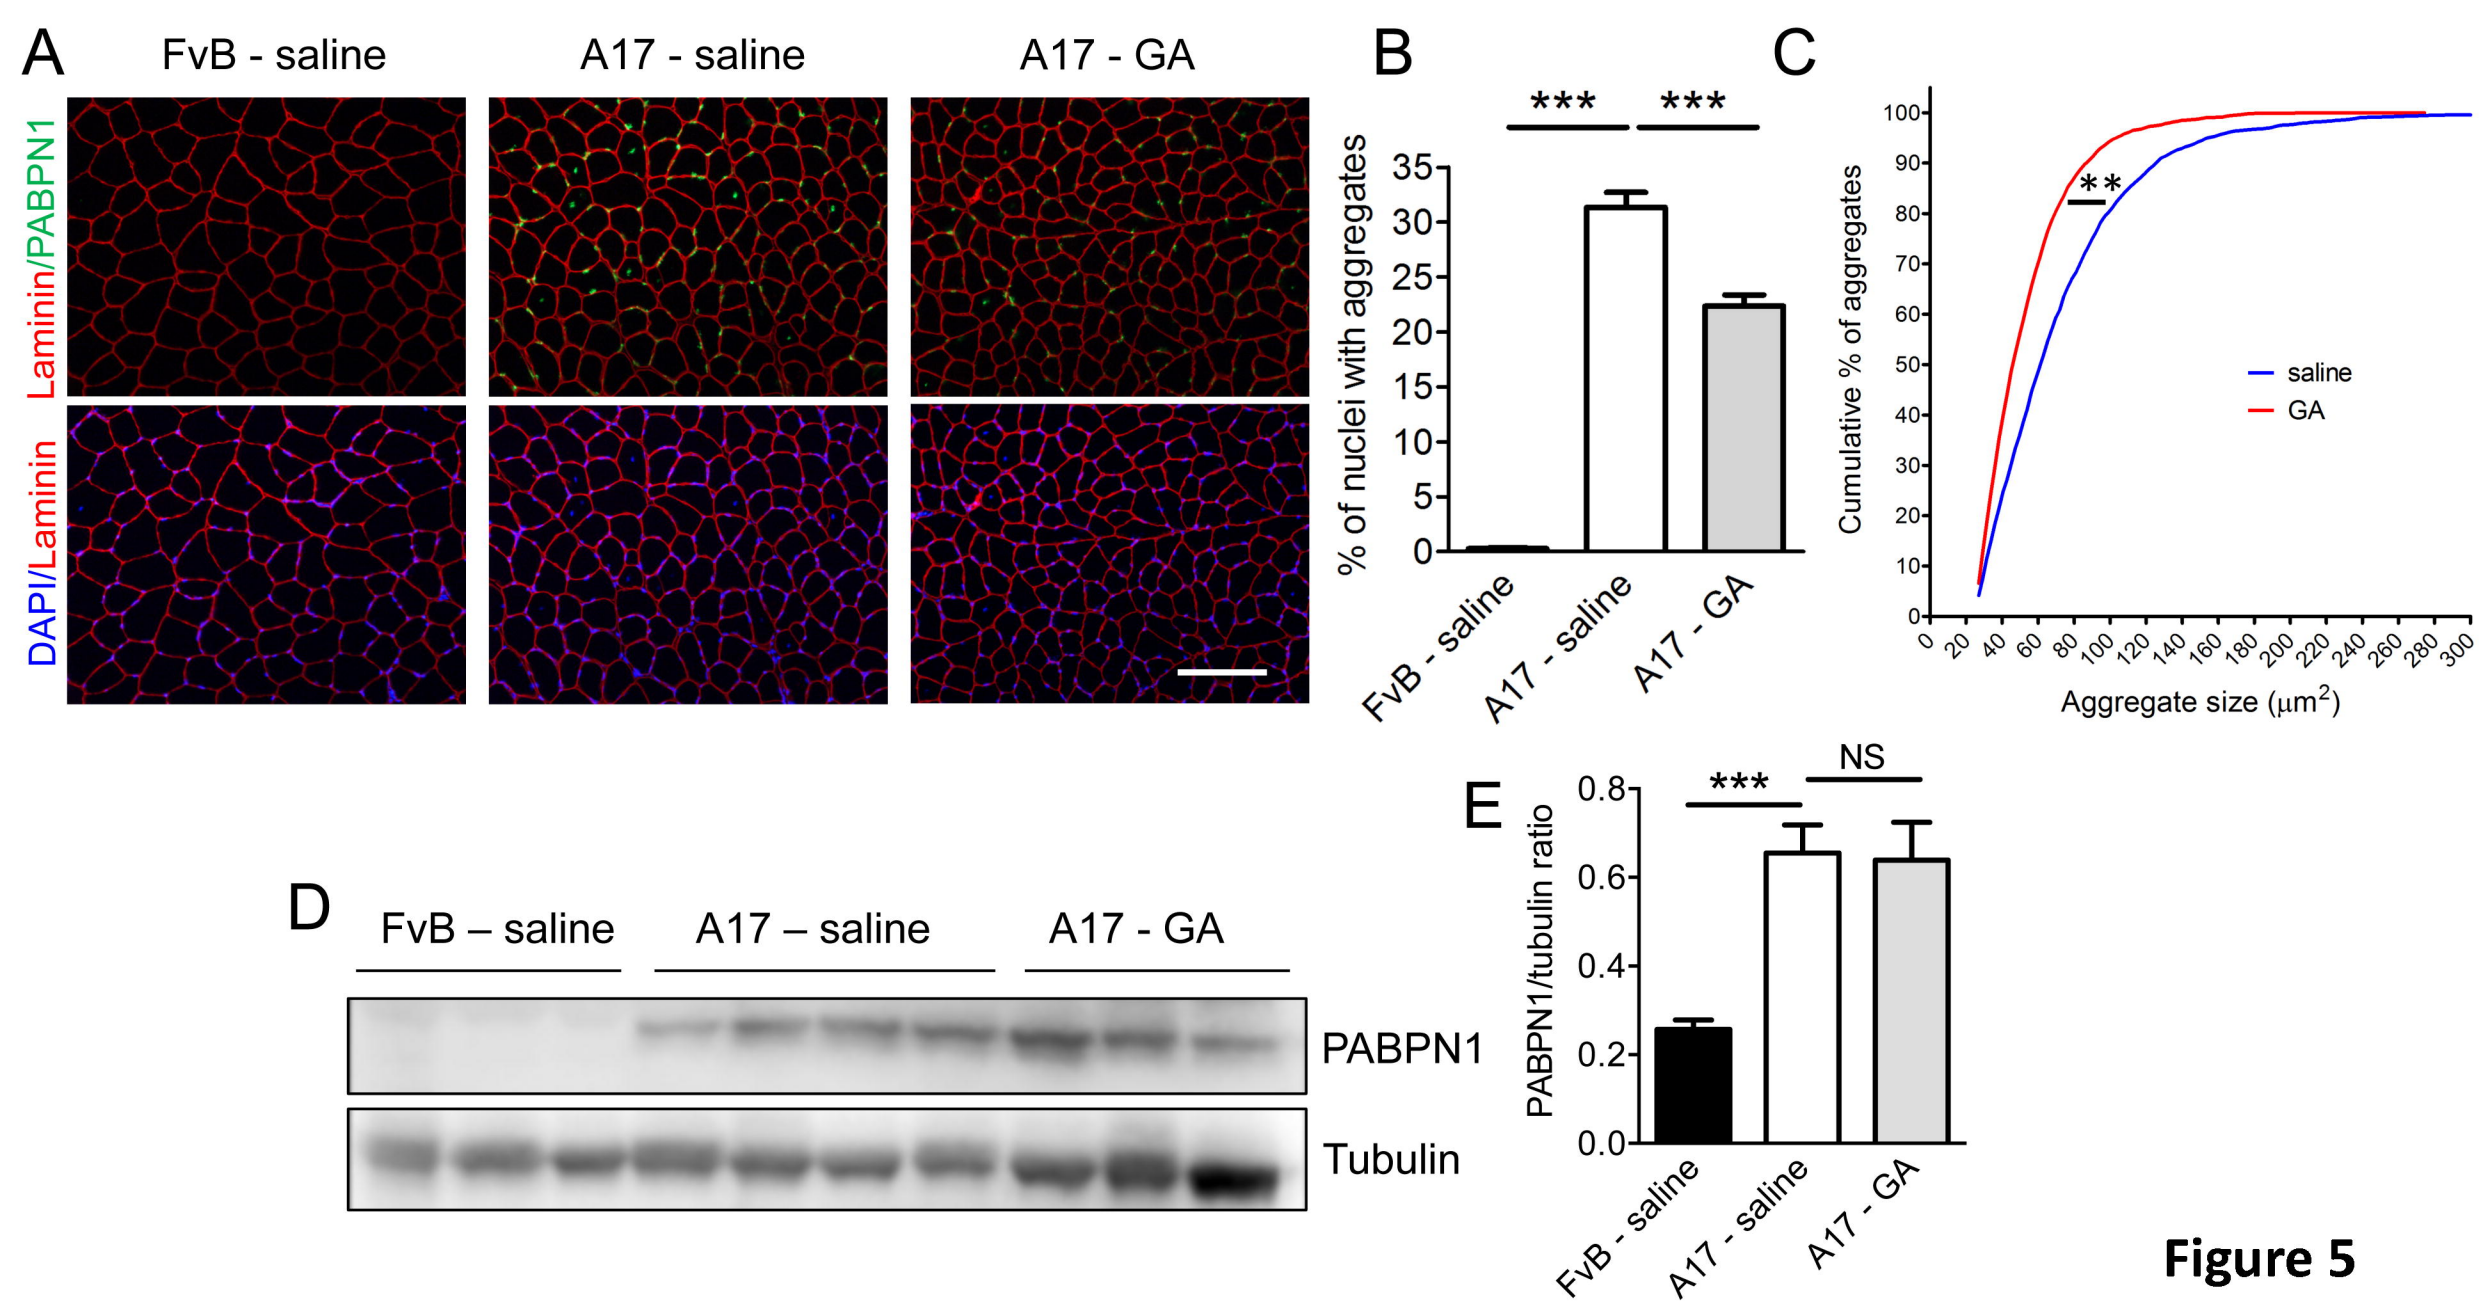 A
FvB - saline
A17 - saline
A17 - GA
Laminin/PABPN1
DAPI/Laminin
B
***
***
% of nuclei with aggregates
35
30
25
20
15
10
5
0
FvB - saline
A17 - saline
A17 - GA
C
Cumulative % of aggregates
100
90
80
70
60
50
40
30
20
10
0
**
saline
GA
0
20
40
60
80
100
120
140
160
180
200
220
240
260
280
300
Aggregate size (μm²)
D
FvB – saline
A17 – saline
A17 - GA
PABPN1
Tubulin
E
***
NS
PABPN1/tubulin ratio
0.8
0.6
0.4
0.2
0.0
FvB - saline
A17 - saline
A17 - GA
Figure 5